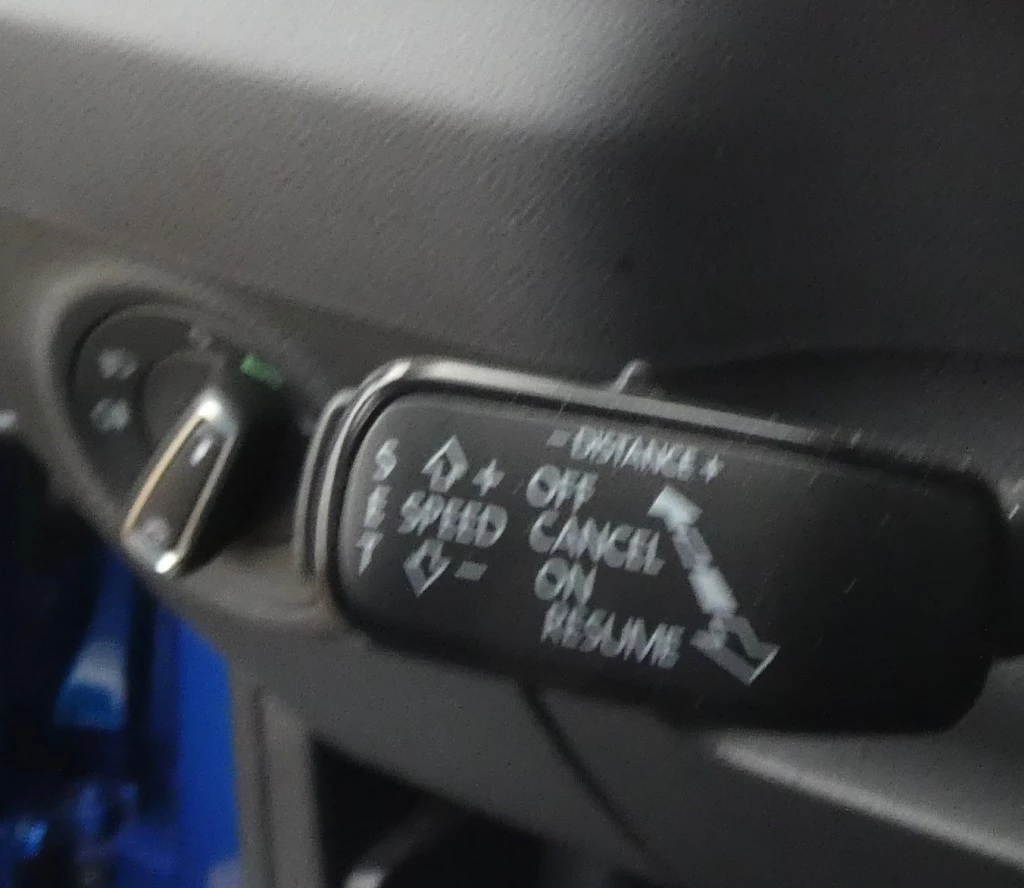 - DISTANCE +
S
E
T
+
SPEED
-
OFF
CANCEL
ON
RESUME